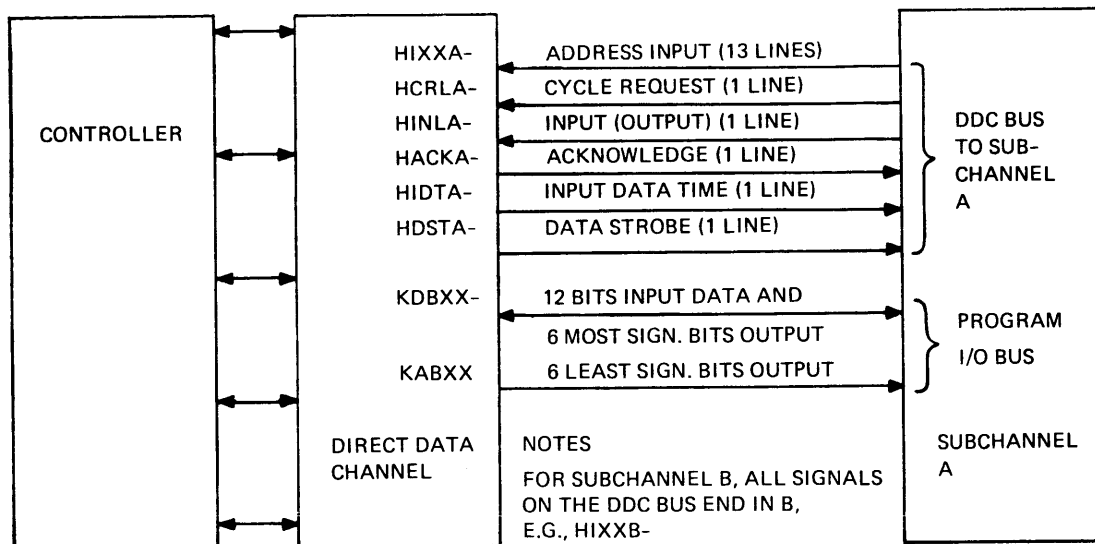 CONTROLLER
HIXXA- ADDRESS INPUT (13 LINES)
HCRLA- CYCLE REQUEST (1 LINE)
HINLA- INPUT (OUTPUT) (1 LINE)
HACKA- ACKNOWLEDGE (1 LINE)
HIDTA- INPUT DATA TIME (1 LINE)
HDSTA- DATA STROBE (1 LINE)
DDC BUS
TO SUB-
CHANNEL
A
KDBXX- 12 BITS INPUT DATA AND
6 MOST SIGN. BITS OUTPUT
KABXX 6 LEAST SIGN. BITS OUTPUT
PROGRAM
I/O BUS
DIRECT DATA
CHANNEL
NOTES
FOR SUBCHANNEL B, ALL SIGNALS
ON THE DDC BUS END IN B,
E.G., HIXXB-
SUBCHANNEL
A